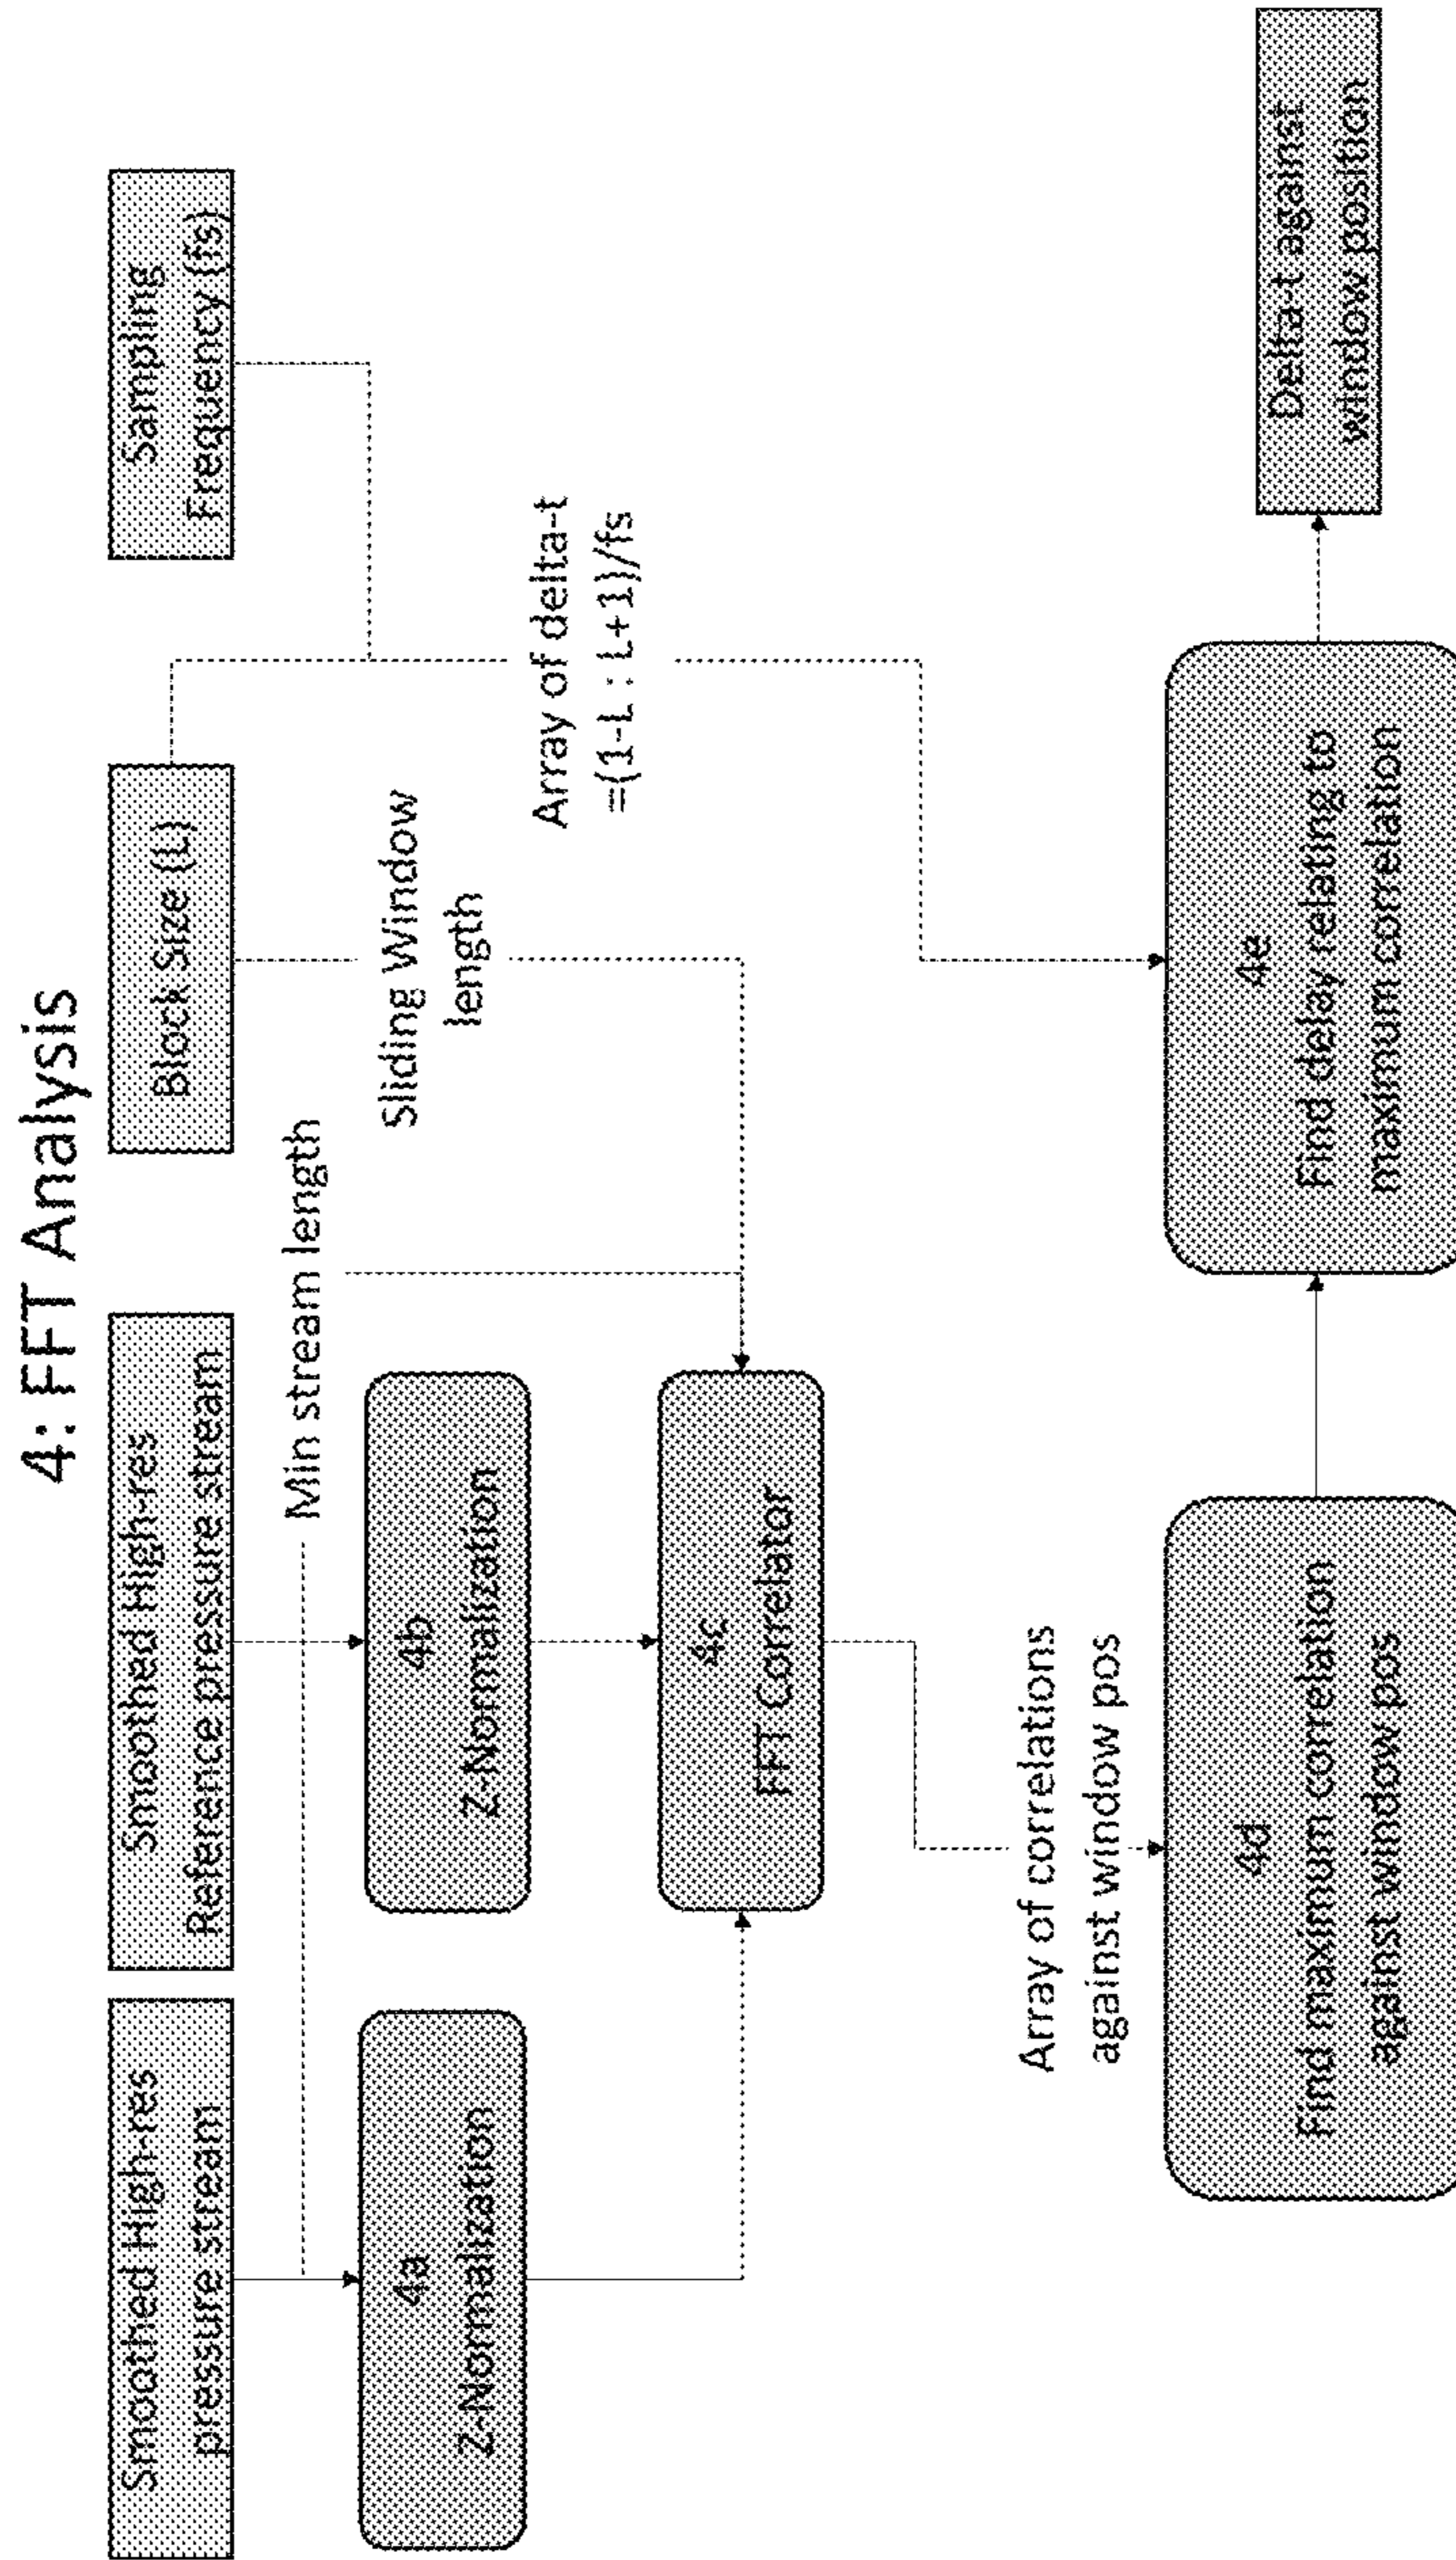 4: FFT Analysis
Smoothed High-res
pressure stream
Smoothed High-res
Reference pressure stream
Block Size (L)
Sampling
Frequency (fs)
Min stream length
4a
Z-Normalization
4b
Z-Normalization
Sliding Window
length
Array of delta-t
=(1-L : L+1)/fs
4c
FFT Correlator
Array of correlations
against window pos
4d
Find maximum correlation
against window pos
4e
Find delay relating to
maximum correlation
Delta-t against
window position